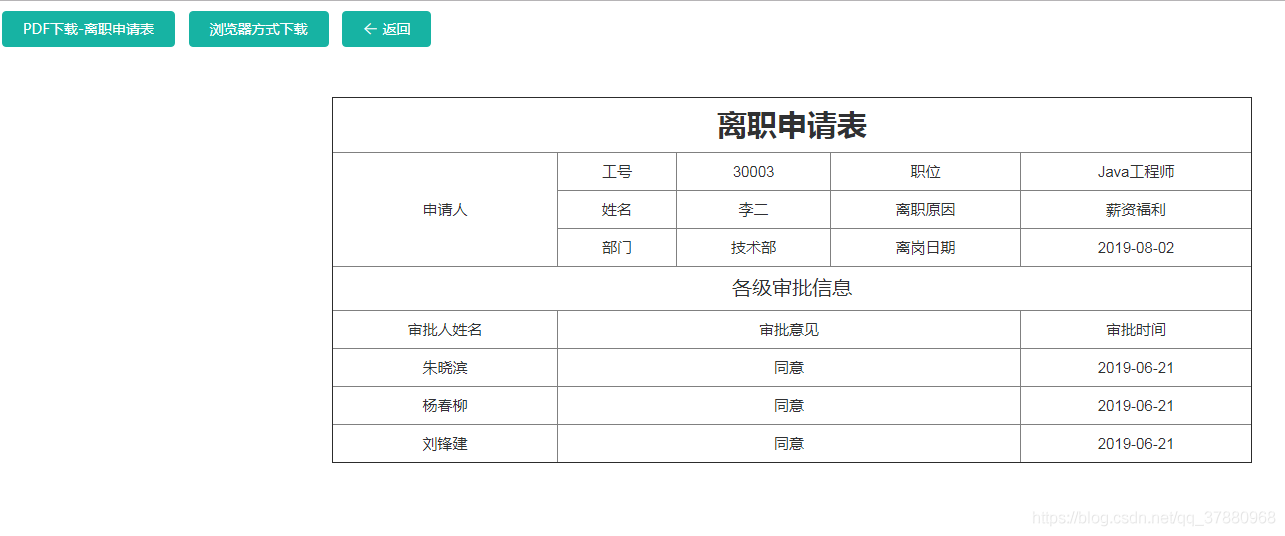 PDF下载-离职申请表 浏览器方式下载 ← 返回
离职申请表
申请人
工号 30003 职位 Java工程师
姓名 李二 离职原因 薪资福利
部门 技术部 离岗日期 2019-08-02
各级审批信息
审批人姓名 审批意见 审批时间
朱晓滨 同意 2019-06-21
杨春柳 同意 2019-06-21
刘锋建 同意 2019-06-21
https://blog.csdn.net/qq_37880968